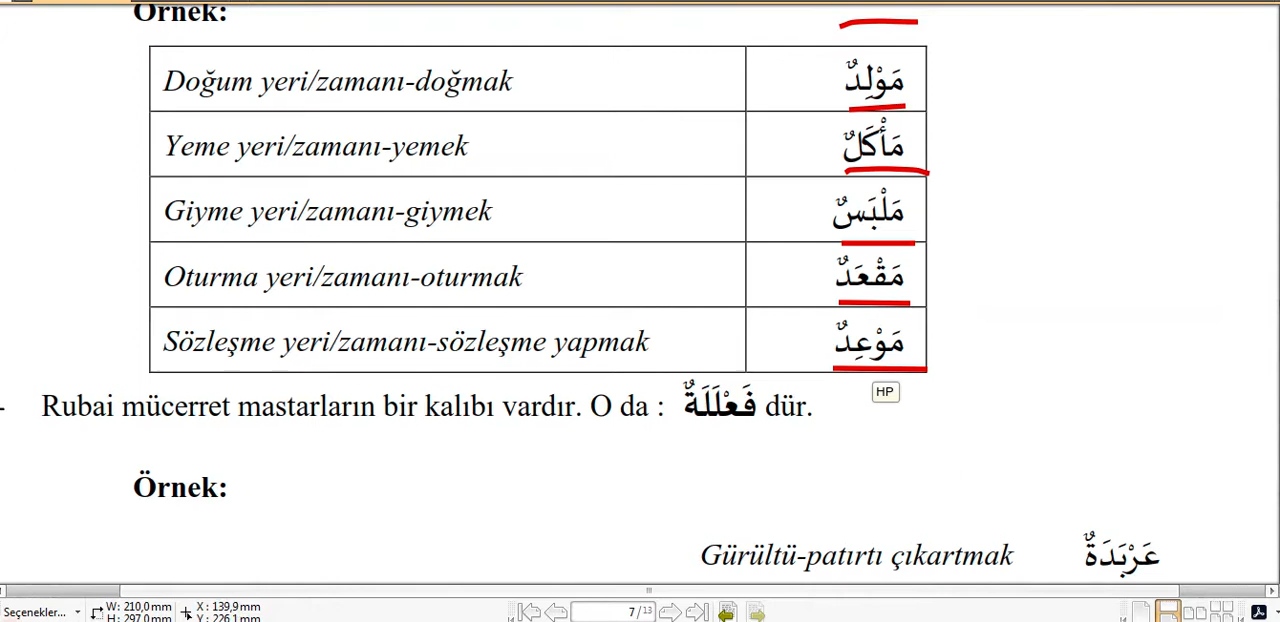 Örnek:
Doğum yeri/zamanı-doğmak مَوْلِدٌ
Yeme yeri/zamanı-yemek مَأْكَلٌ
Giyme yeri/zamanı-giymek مَلْبَسٌ
Oturma yeri/zamanı-oturmak مَقْعَدٌ
Sözleşme yeri/zamanı-sözleşme yapmak مَوْعِدٌ
HP
- Rubai mücerret mastarların bir kalıbı vardır. O da : فَعْلَلَةٌ dür.
Örnek:
Gürültü-patırtı çıkartmak عَرْبَدَةٌ
Seçenekler... W: 210,0 mm X: 139,9 mm 7 / 13
H: 297,0 mm Y: 226,1 mm